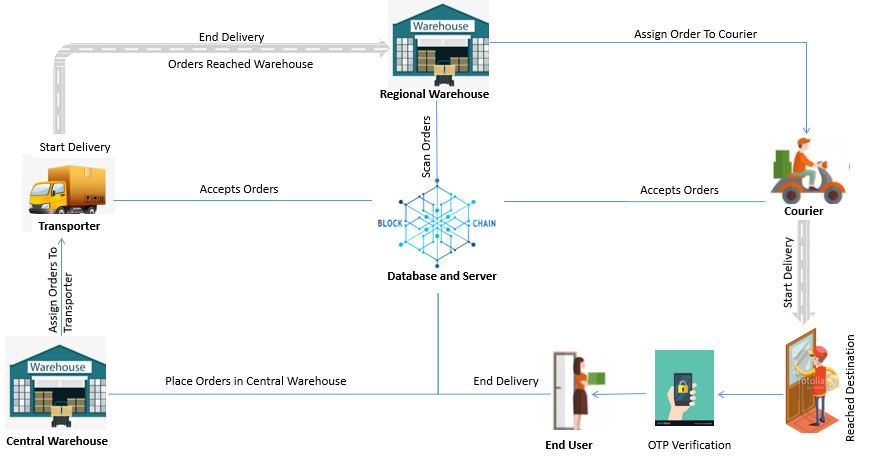 Warehouse
End Delivery
Assign Order To Courier
Orders Reached Warehouse
Regional Warehouse
Scan Orders
Start Delivery
Accepts Orders
Accepts Orders
Transporter
BLOCK CHAIN
Courier
Database and Server
Assign Orders To
Transporter
Start Delivery
Warehouse
Place Orders in Central Warehouse
End Delivery
fotolia
Reached Destination
Central Warehouse
End User
OTP Verification